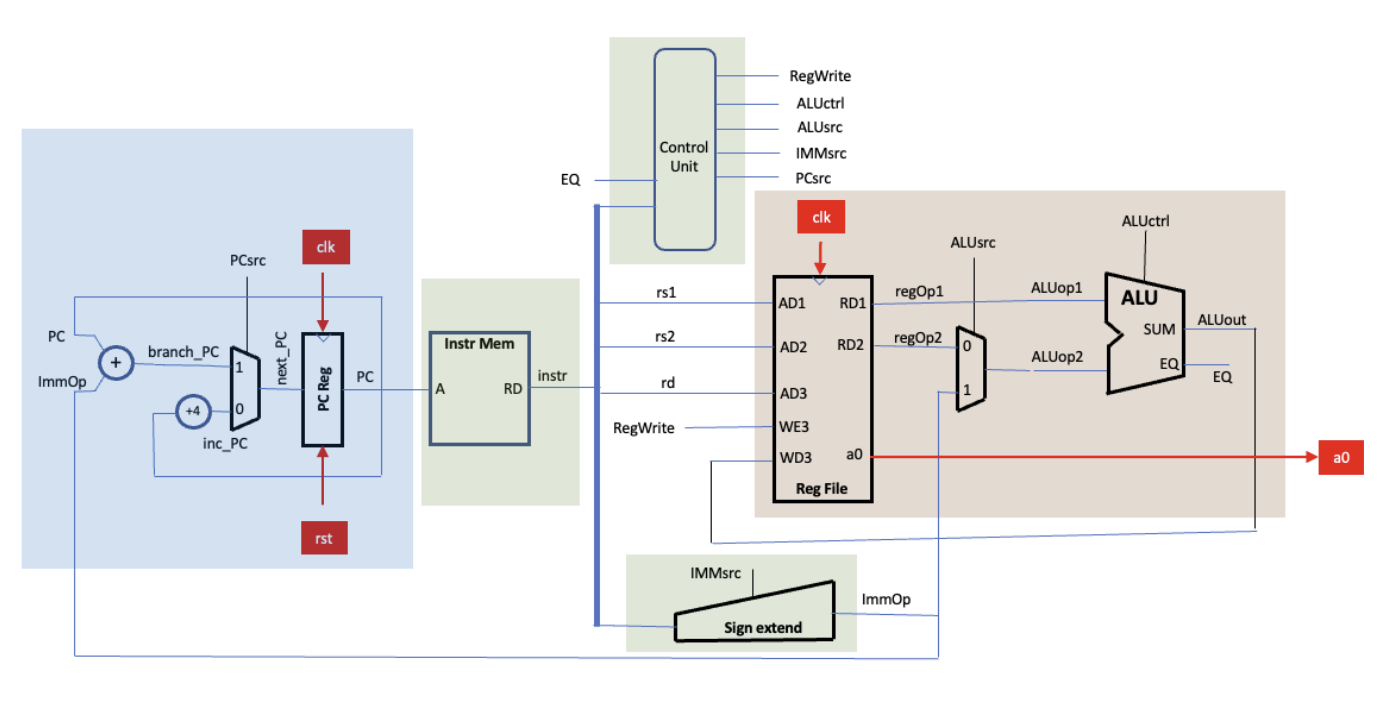 RegWrite
ALUctrl
ALUsrc
IMMsrc
PCsrc
Control
Unit
EQ
clk
PCsrc
PC
ImmOp
+
branch_PC
1
0
+4
inc_PC
next_PC
PC Reg
PC
rst
Instr Mem
A
RD
instr
rs1
rs2
rd
RegWrite
clk
AD1
RD1
AD2
RD2
AD3
WE3
WD3
a0
Reg File
regOp1
regOp2
ALUsrc
0
1
ALUop1
ALUop2
ALUctrl
ALU
SUM
EQ
ALUout
EQ
a0
IMMsrc
Sign extend
ImmOp